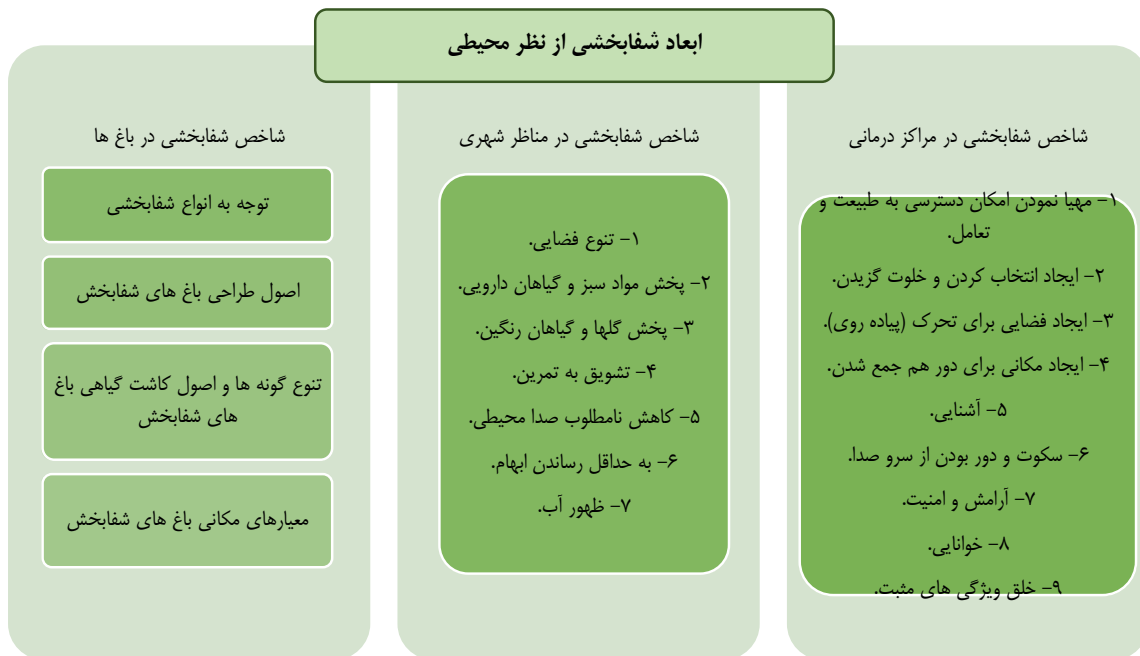 ابعاد شفابخشی از نظر محیطی
شاخص شفابخشی در مراکز درمانی
۱- مهیا نمودن امکان دسترسی به طبیعت و
تعامل.
۲- ایجاد انتخاب کردن و خلوت گزیدن.
۳- ایجاد فضایی برای تحرک (پیاده روی).
۴- ایجاد مکانی برای دور هم جمع شدن.
۵- آشنایی.
۶- سکوت و دور بودن از سرو صدا.
۷- آرامش و امنیت.
۸- خوانایی.
۹- خلق ویژگی های مثبت.
شاخص شفابخشی در مناظر شهری
۱- تنوع فضایی.
۲- پخش مواد سبز و گیاهان دارویی.
۳- پخش گلها و گیاهان رنگین.
۴- تشویق به تمرین.
۵- کاهش نامطلوب صدا محیطی.
۶- به حداقل رساندن ابهام.
۷- ظهور آب.
شاخص شفابخشی در باغ ها
توجه به انواع شفابخشی
اصول طراحی باغ های شفابخش
تنوع گونه ها و اصول کاشت گیاهی باغ
های شفابخش
معیارهای مکانی باغ های شفابخش